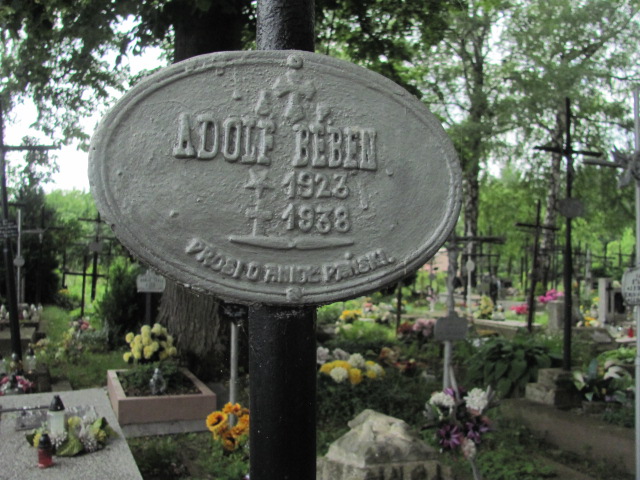 ADOLF BEBEN
1923
1938
PROSI O